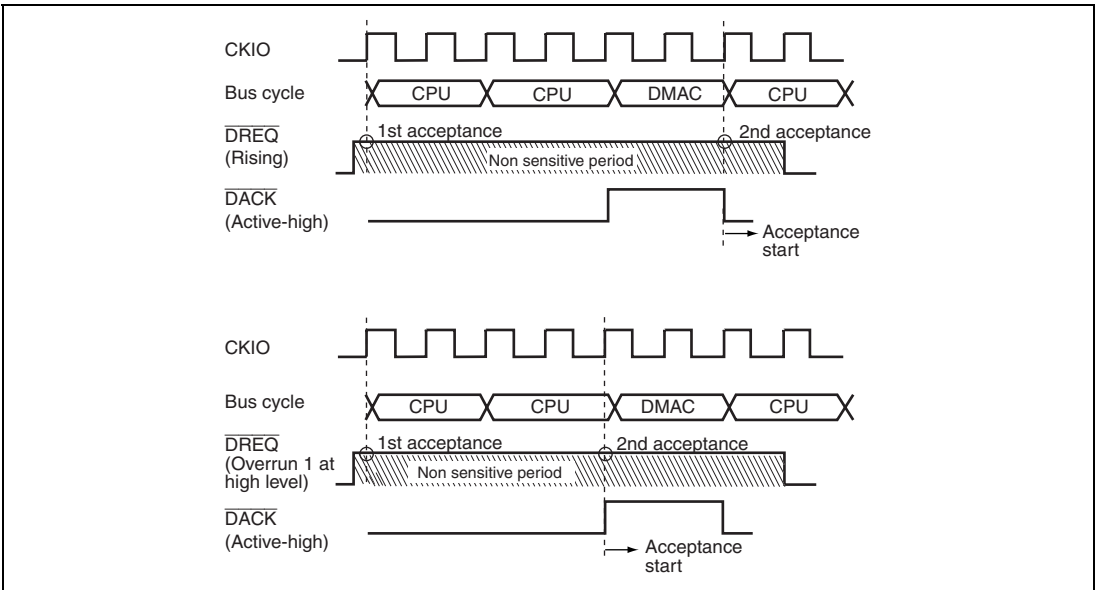 CKIO
Bus cycle CPU CPU DMAC CPU
DREQ 1st acceptance 2nd acceptance
(Rising) Non sensitive period
DACK
(Active-high)
Acceptance
start
CKIO
Bus cycle CPU CPU DMAC CPU
DREQ 1st acceptance 2nd acceptance
(Overrun 1 at
high level) Non sensitive period
DACK
(Active-high)
Acceptance
start